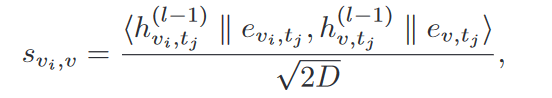 $s_{v_i,v} = \frac{\langle h_{v_i,t_j}^{(l-1)} \parallel e_{v_i,t_j}, h_{v,t_j}^{(l-1)} \parallel e_{v,t_j} \rangle}{\sqrt{2D}},$